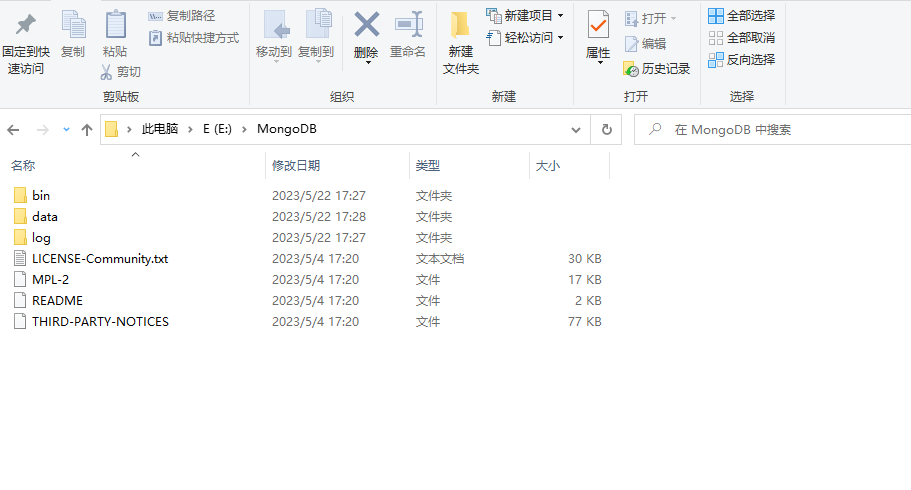 固定到快速访问
复制
粘贴
复制路径
粘贴快捷方式
剪切
剪贴板
移动到
复制到
删除
重命名
组织
新建文件夹
新建项目
轻松访问
新建
属性
打开
编辑
历史记录
打开
全部选择
全部取消
反向选择
选择
此电脑 E (E:) MongoDB
在 MongoDB 中搜索
名称 修改日期 类型 大小
bin 2023/5/22 17:27 文件夹
data 2023/5/22 17:28 文件夹
log 2023/5/22 17:27 文件夹
LICENSE-Community.txt 2023/5/4 17:20 文本文档 30 KB
MPL-2 2023/5/4 17:20 文件 17 KB
README 2023/5/4 17:20 文件 2 KB
THIRD-PARTY-NOTICES 2023/5/4 17:20 文件 77 KB